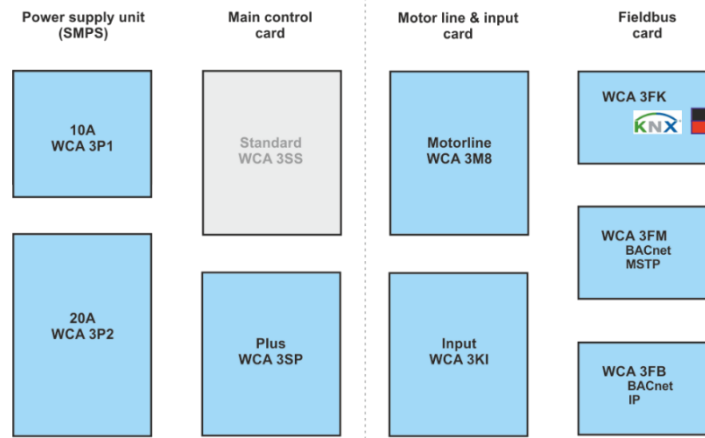 Power supply unit
(SMPS)
Main control
card
Motor line & input
card
Fieldbus
card
10A
WCA 3P1
Standard
WCA 3SS
Motorline
WCA 3M8
WCA 3FK
KNX
WCA 3FM
BACnet
MSTP
20A
WCA 3P2
Plus
WCA 3SP
Input
WCA 3KI
WCA 3FB
BACnet
IP